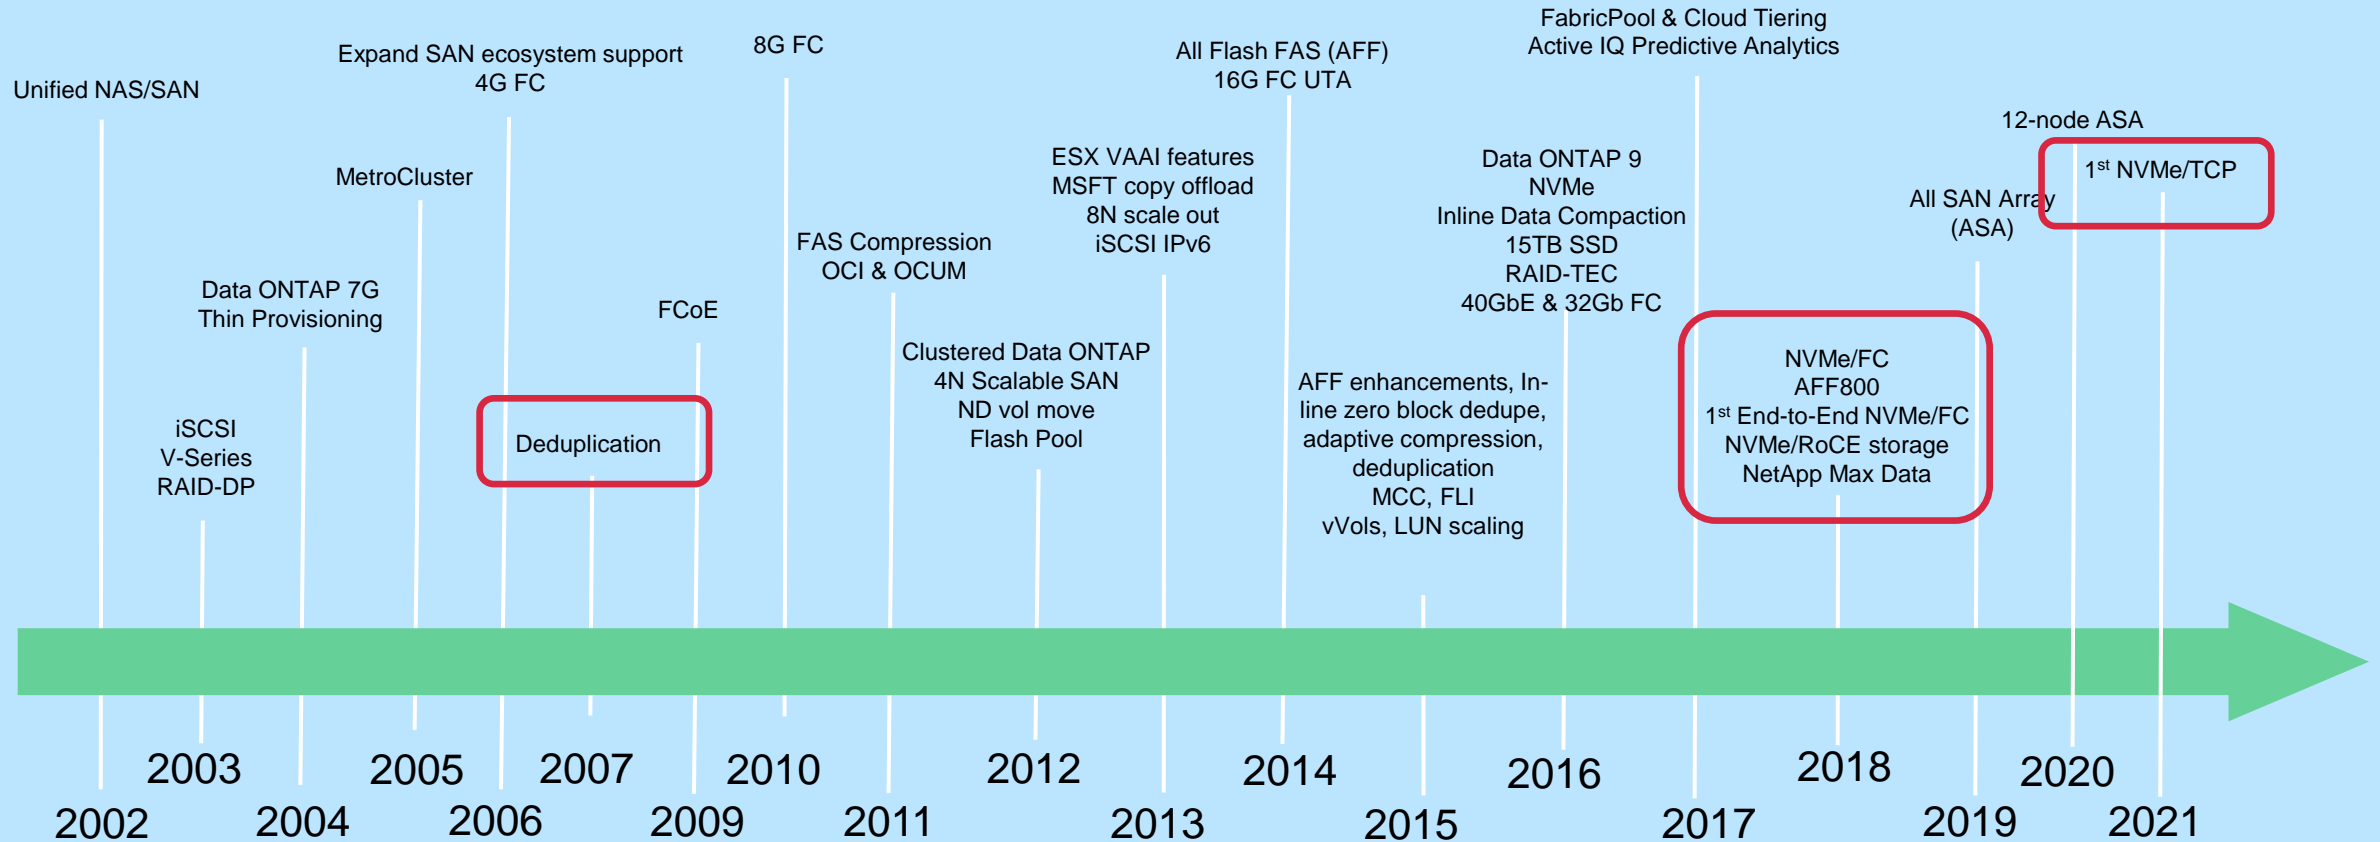 Unified NAS/SAN
iSCSI
V-Series
RAID-DP
Data ONTAP 7G
Thin Provisioning
MetroCluster
Expand SAN ecosystem support
4G FC
Deduplication
FCoE
8G FC
FAS Compression
OCI & OCUM
Clustered Data ONTAP
4N Scalable SAN
ND vol move
Flash Pool
ESX VAAI features
MSFT copy offload
8N scale out
iSCSI IPv6
All Flash FAS (AFF)
16G FC UTA
AFF enhancements, In-
line zero block dedupe,
adaptive compression,
deduplication
MCC, FLI
vVols, LUN scaling
Data ONTAP 9
NVMe
Inline Data Compaction
15TB SSD
RAID-TEC
40GbE & 32Gb FC
FabricPool & Cloud Tiering
Active IQ Predictive Analytics
NVMe/FC
AFF800
1st End-to-End NVMe/FC
NVMe/RoCE storage
NetApp Max Data
All SAN Array
(ASA)
12-node ASA
1st NVMe/TCP
2002
2003
2004
2005
2006
2007
2009
2010
2011
2012
2013
2014
2015
2016
2017
2018
2019
2020
2021